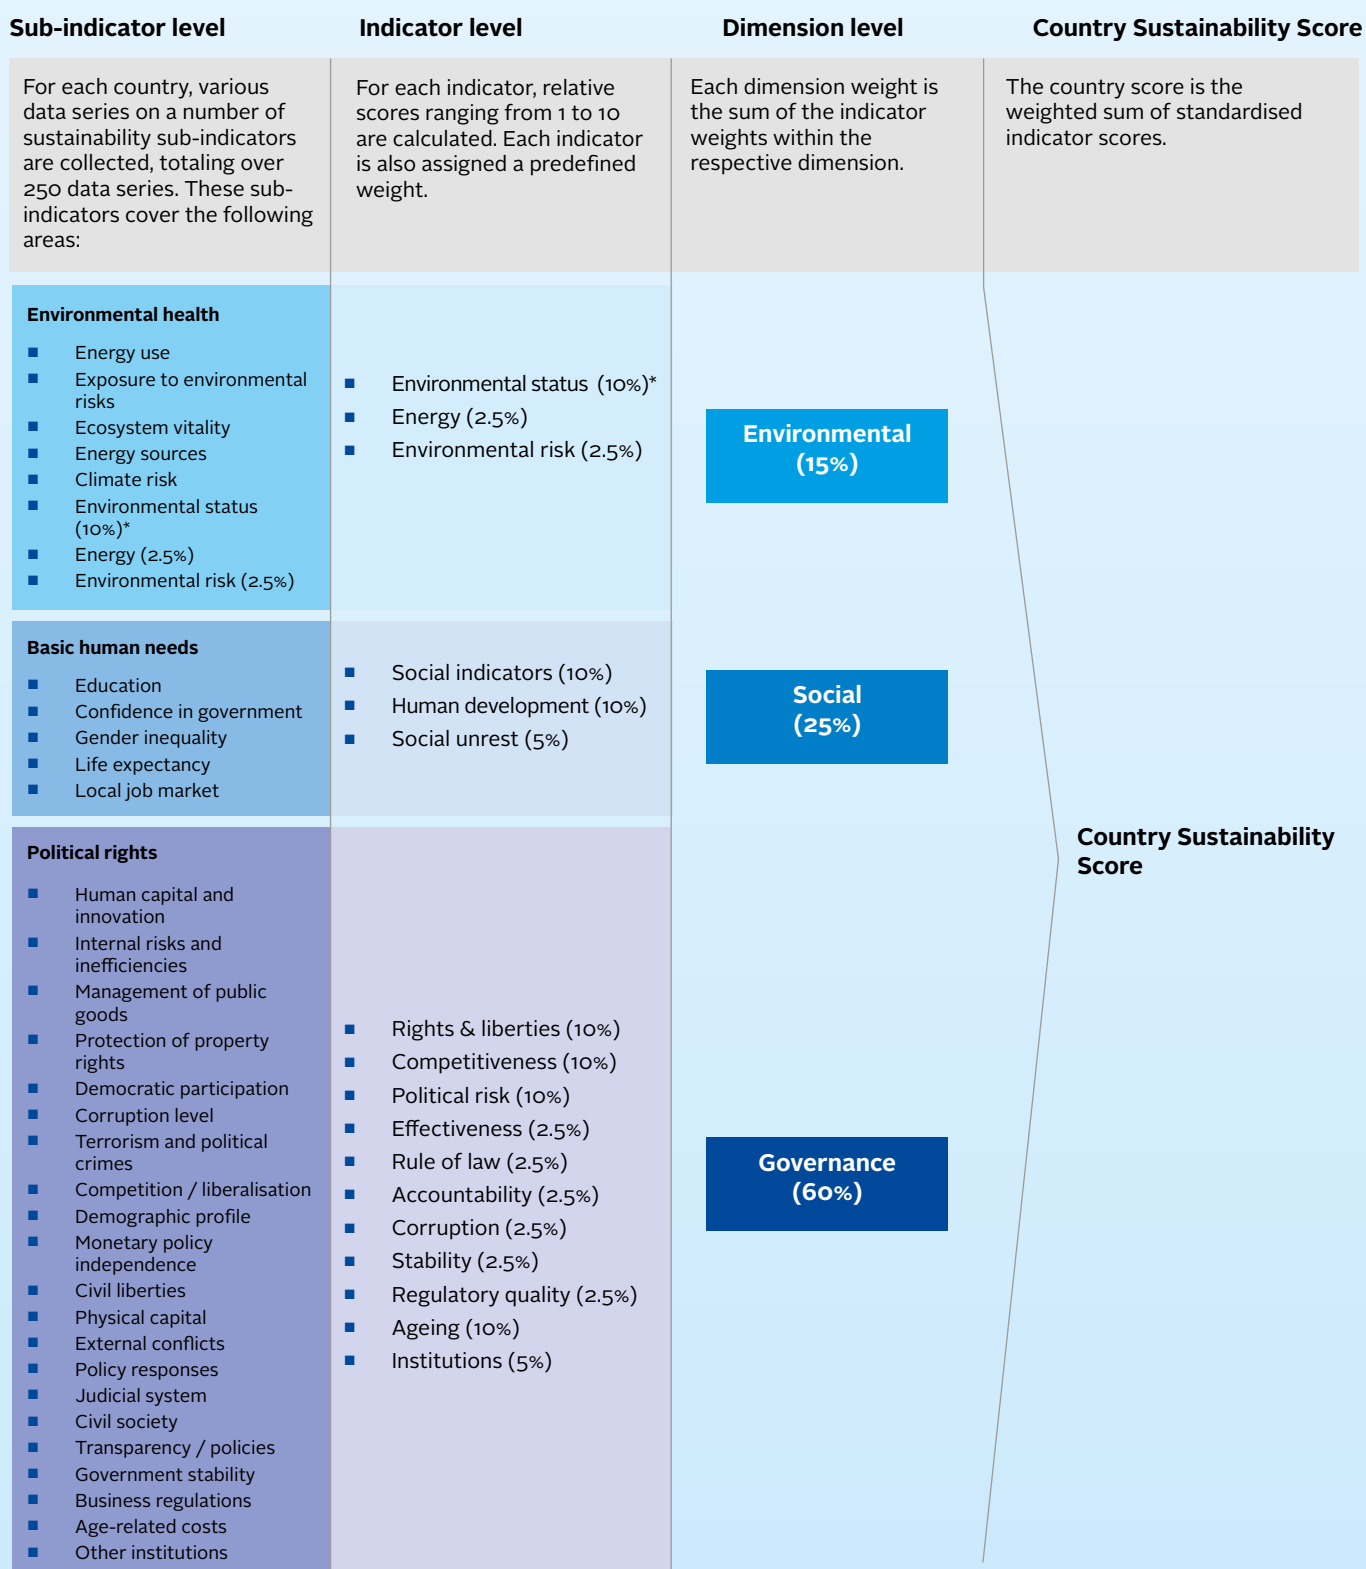 Sub-indicator level
Indicator level
Dimension level
Country Sustainability Score
For each country, various
data series on a number of
sustainability sub-indicators
are collected, totaling over
250 data series. These sub-
indicators cover the following
areas:
For each indicator, relative
scores ranging from 1 to 10
are calculated. Each indicator
is also assigned a predefined
weight.
Each dimension weight is
the sum of the indicator
weights within the
respective dimension.
The country score is the
weighted sum of standardised
indicator scores.
Environmental health
■ Energy use
■ Exposure to environmental
risks
■ Ecosystem vitality
■ Energy sources
■ Climate risk
■ Environmental status
(10%)*
■ Energy (2.5%)
■ Environmental risk (2.5%)
■ Environmental status (10%)*
■ Energy (2.5%)
■ Environmental risk (2.5%)
Environmental
(15%)
Basic human needs
■ Education
■ Confidence in government
■ Gender inequality
■ Life expectancy
■ Local job market
■ Social indicators (10%)
■ Human development (10%)
■ Social unrest (5%)
Social
(25%)
Political rights
■ Human capital and
innovation
■ Internal risks and
inefficiencies
■ Management of public
goods
■ Protection of property
rights
■ Democratic participation
■ Corruption level
■ Terrorism and political
crimes
■ Competition / liberalisation
■ Demographic profile
■ Monetary policy
independence
■ Civil liberties
■ Physical capital
■ External conflicts
■ Policy responses
■ Judicial system
■ Civil society
■ Transparency / policies
■ Government stability
■ Business regulations
■ Age-related costs
■ Other institutions
■ Rights & liberties (10%)
■ Competitiveness (10%)
■ Political risk (10%)
■ Effectiveness (2.5%)
■ Rule of law (2.5%)
■ Accountability (2.5%)
■ Corruption (2.5%)
■ Stability (2.5%)
■ Regulatory quality (2.5%)
■ Ageing (10%)
■ Institutions (5%)
Governance
(60%)
Country Sustainability
Score